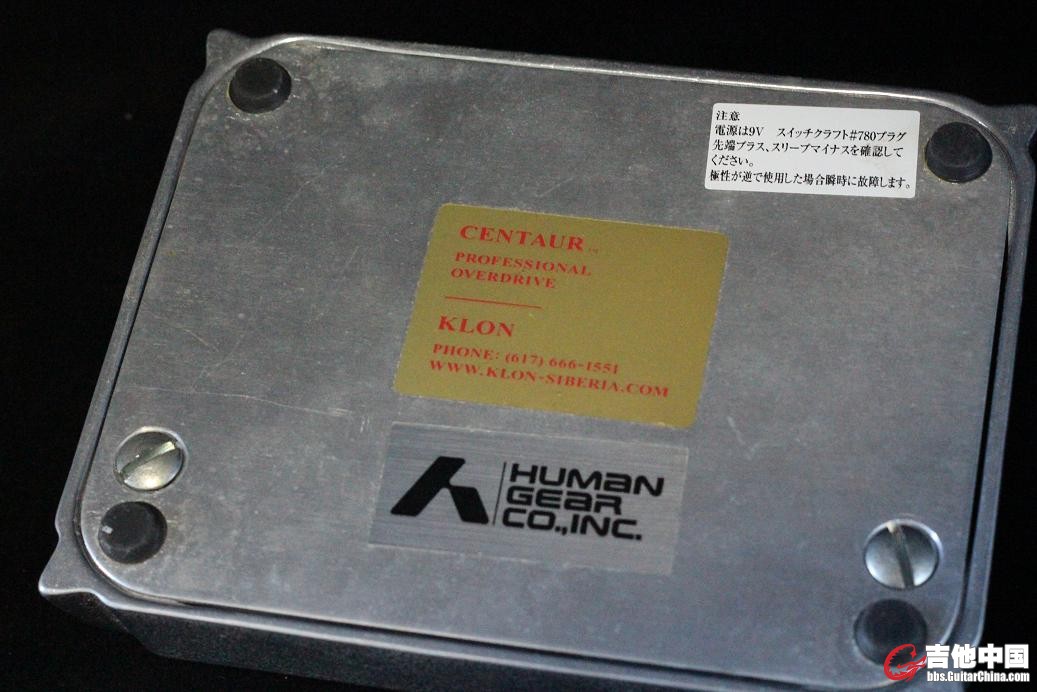 注意
電源は9V　スイッチクラフト#780プラグ
先端プラス、スリーブマイナスを確認して
ください。
極性が逆で使用した場合瞬時に故障します。
CENTAUR™
PROFESSIONAL
OVERDRIVE
KLON
PHONE: (617) 666-1551
WWW.KLON-SIBERIA.COM
HUMAN
GEAR
CO.,INC.
吉他中国
bbs.GuitarChina.com